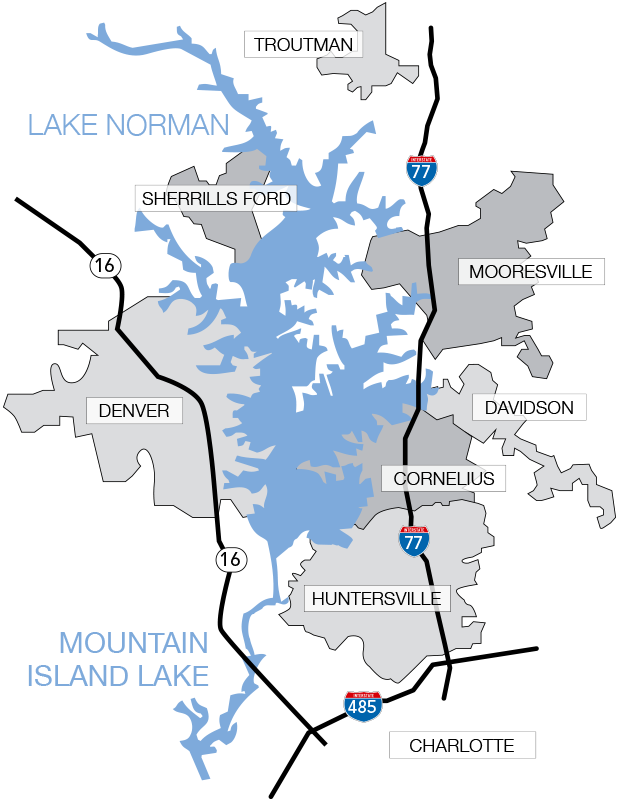 TROUTMAN
LAKE NORMAN
INTERSTATE
77
SHERRILLS FORD
16
MOORESVILLE
DENVER
DAVIDSON
CORNELIUS
INTERSTATE
77
16
HUNTERSVILLE
MOUNTAIN
ISLAND LAKE
INTERSTATE
485
CHARLOTTE